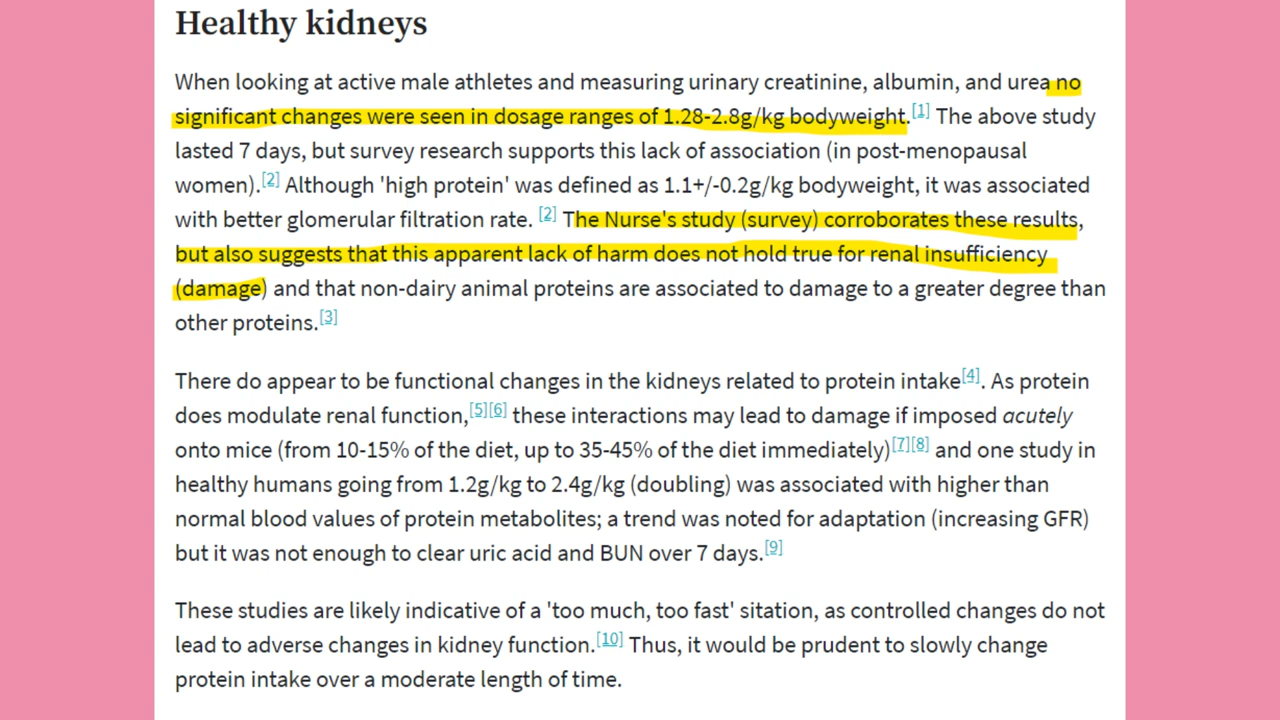 Healthy kidneys
When looking at active male athletes and measuring urinary creatinine, albumin, and urea no
significant changes were seen in dosage ranges of 1.28-2.8g/kg bodyweight.[1] The above study
lasted 7 days, but survey research supports this lack of association (in post-menopausal
women).[2] Although 'high protein' was defined as 1.1+/-0.2g/kg bodyweight, it was associated
with better glomerular filtration rate. [2] The Nurse's study (survey) corroborates these results,
but also suggests that this apparent lack of harm does not hold true for renal insufficiency
(damage) and that non-dairy animal proteins are associated to damage to a greater degree than
other proteins.[3]
There do appear to be functional changes in the kidneys related to protein intake[4]. As protein
does modulate renal function,[5][6] these interactions may lead to damage if imposed acutely
onto mice (from 10-15% of the diet, up to 35-45% of the diet immediately)[7][8] and one study in
healthy humans going from 1.2g/kg to 2.4g/kg (doubling) was associated with higher than
normal blood values of protein metabolites; a trend was noted for adaptation (increasing GFR)
but it was not enough to clear uric acid and BUN over 7 days.[9]
These studies are likely indicative of a 'too much, too fast' sitation, as controlled changes do not
lead to adverse changes in kidney function.[10] Thus, it would be prudent to slowly change
protein intake over a moderate length of time.